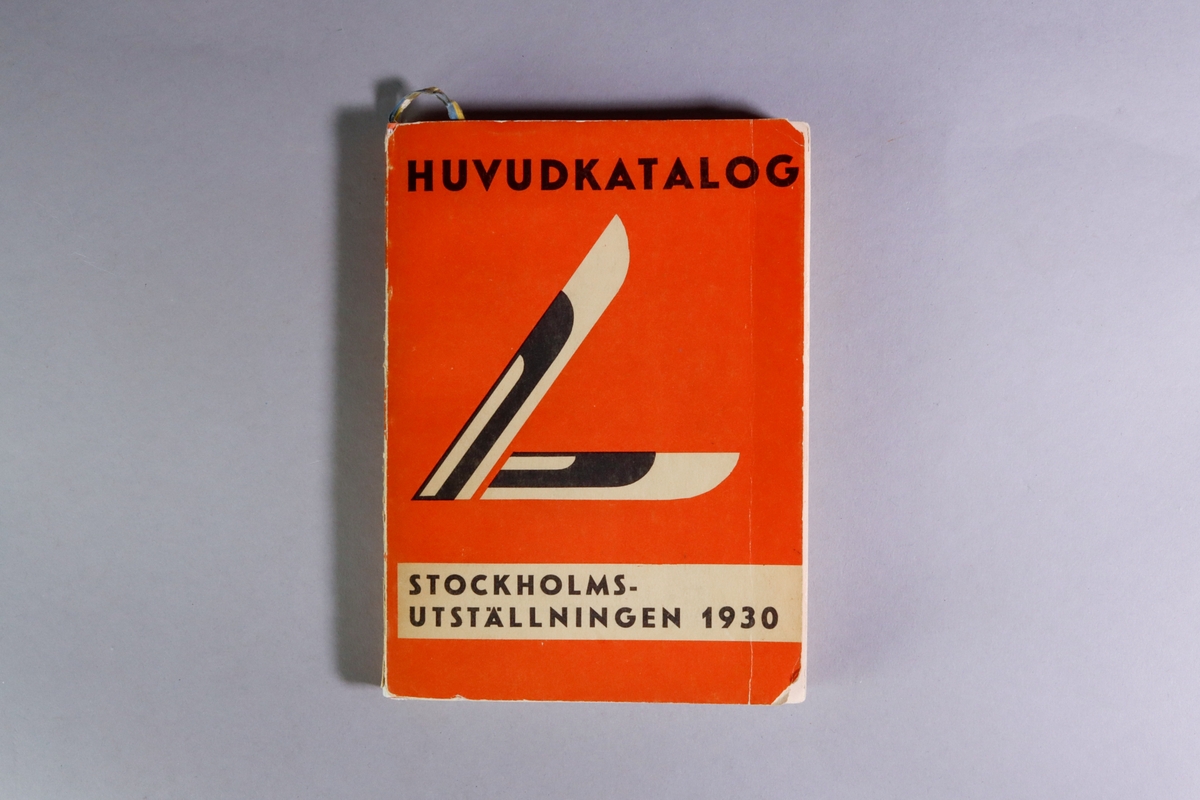 HUVUDKATALOG
STOCKHOLMS-
UTSTÄLLNINGEN 1930